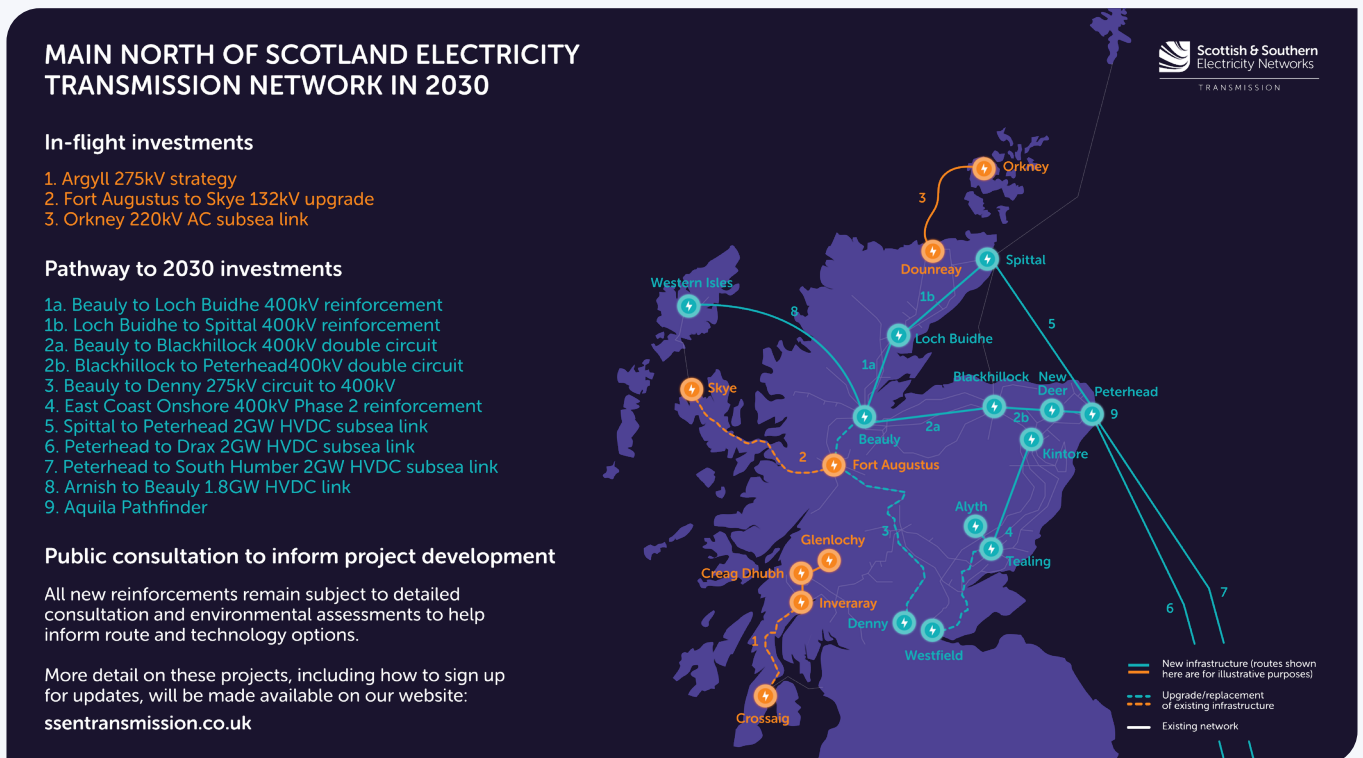 MAIN NORTH OF SCOTLAND ELECTRICITY
TRANSMISSION NETWORK IN 2030
Scottish & Southern
Electricity Networks
TRANSMISSION
In-flight investments
1. Argyll 275kV strategy
2. Fort Augustus to Skye 132kV upgrade
3. Orkney 220kV AC subsea link
Pathway to 2030 investments
1a. Beauly to Loch Buidhe 400kV reinforcement
1b. Loch Buidhe to Spittal 400kV reinforcement
2a. Beauly to Blackhillock 400kV double circuit
2b. Blackhillock to Peterhead400kV double circuit
3. Beauly to Denny 275kV circuit to 400kV
4. East Coast Onshore 400kV Phase 2 reinforcement
5. Spittal to Peterhead 2GW HVDC subsea link
6. Peterhead to Drax 2GW HVDC subsea link
7. Peterhead to South Humber 2GW HVDC subsea link
8. Arnish to Beauly 1.8GW HVDC link
9. Aquila Pathfinder
Public consultation to inform project development
All new reinforcements remain subject to detailed
consultation and environmental assessments to help
inform route and technology options.
More detail on these projects, including how to sign up
for updates, will be made available on our website:
ssentransmission.co.uk
Orkney
3
Dounreay
Spittal
Western Isles
8
1b
5
Loch Buidhe
1a
Skye
Blackhillock
New
Deer
Peterhead
9
2a
2b
Beauly
Kintore
2
Fort Augustus
Alyth
3
4
Glenlochy
Tealing
Creag Dhubh
Inveraray
Denny
7
6
1
Westfield
Crossaig
New infrastructure (routes shown
here are for illustrative purposes)
Upgrade/replacement
of existing infrastructure
Existing network